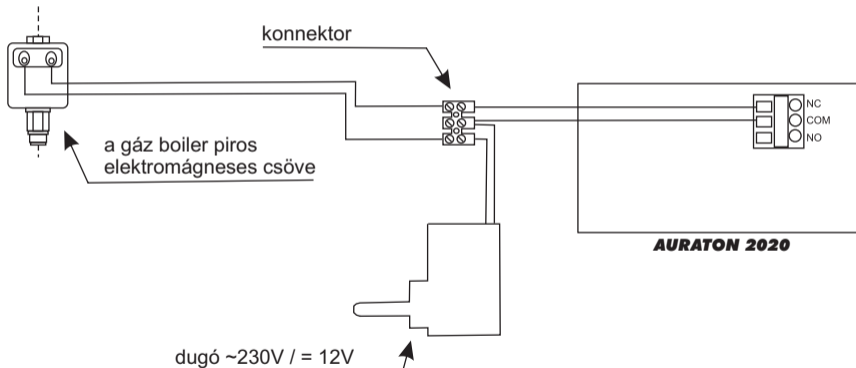 konnektor
NC
COM
NO
a gáz boiler piros
elektromágneses csöve
AURATON 2020
dugó ~230V / = 12V